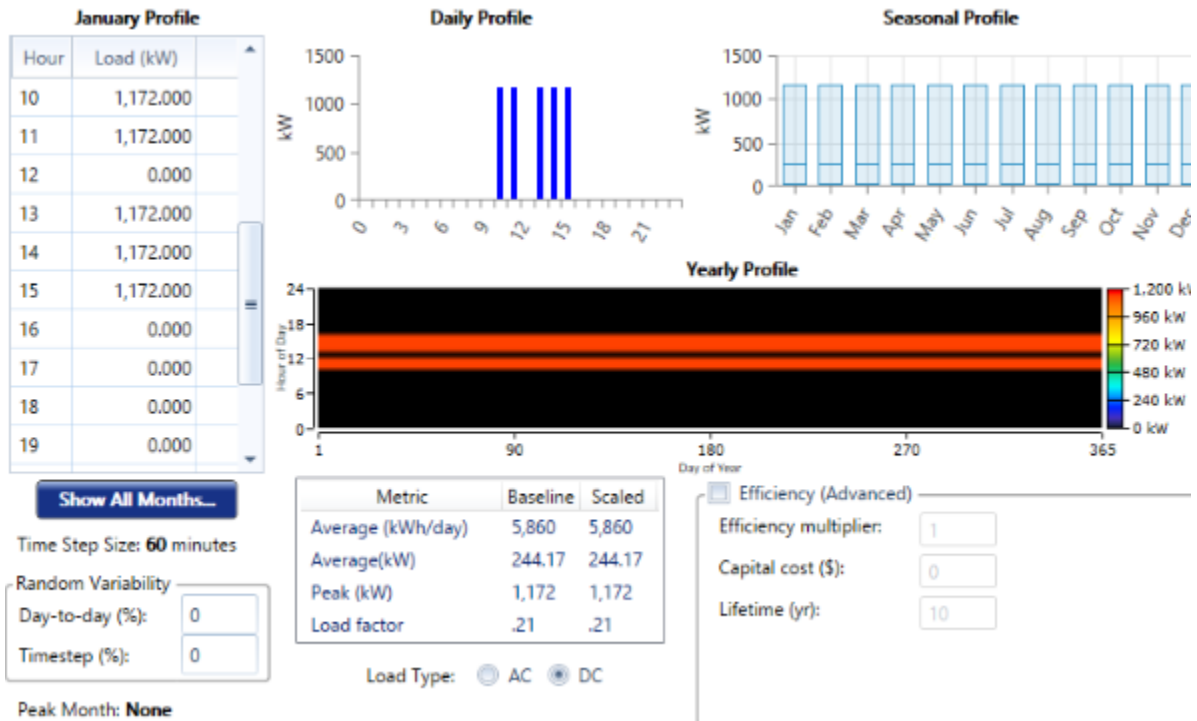 January Profile
Hour Load (kW)
10 1,172.000
11 1,172.000
12 0.000
13 1,172.000
14 1,172.000
15 1,172.000
16 0.000
17 0.000
18 0.000
19 0.000
Show All Months...
Time Step Size: 60 minutes
Random Variability
Day-to-day (%): 0
Timestep (%): 0
Peak Month: None
Daily Profile
kW
1500
1000
500
0
0 3 6 9 12 15 18 21
Seasonal Profile
kW
1500
1000
500
0
Jan Feb Mar Apr May Jun Jul Aug Sep Oct Nov Dec
Yearly Profile
Hour of Day
24
18
12
6
0
1 90 180 270 365
Day of Year
1,200 kW
960 kW
720 kW
480 kW
240 kW
0 kW
Metric Baseline Scaled
Average (kWh/day) 5,860 5,860
Average(kW) 244.17 244.17
Peak (kW) 1,172 1,172
Load factor .21 .21
Load Type: AC DC
Efficiency (Advanced)
Efficiency multiplier: 1
Capital cost ($): 0
Lifetime (yr): 10